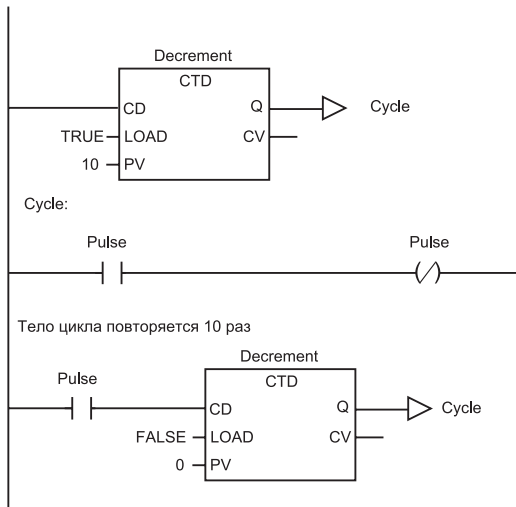 Decrement
CTD
CD Q Cycle
TRUE LOAD CV
10 PV
Cycle:
Pulse Pulse
Тело цикла повторяется 10 раз
Decrement
Pulse CTD
CD Q Cycle
FALSE LOAD CV
0 PV